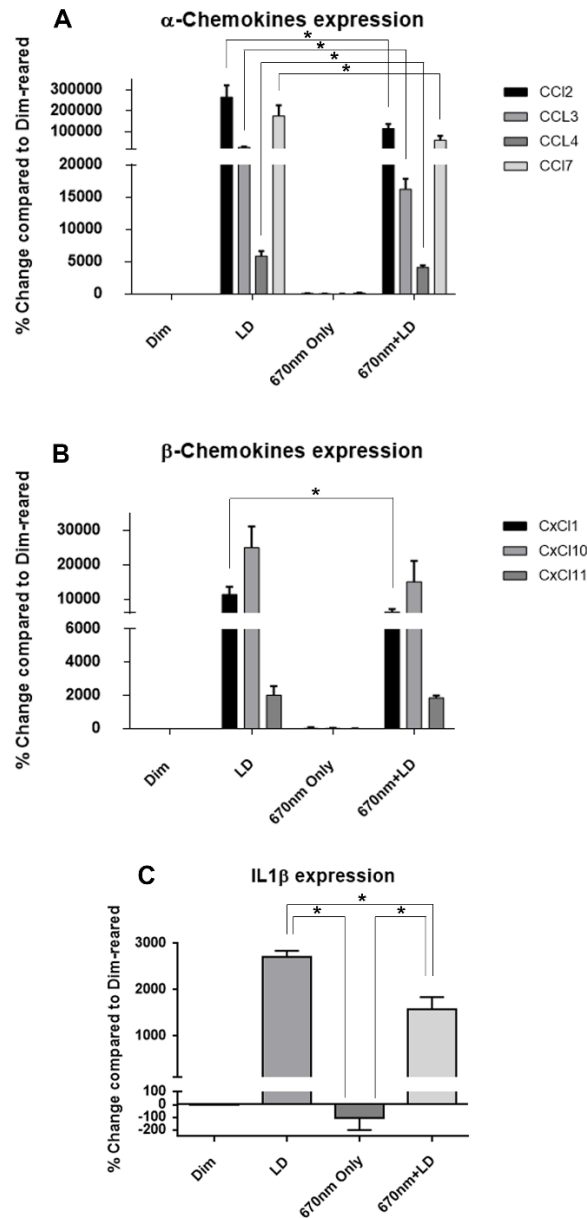 A
α-Chemokines expression
% Change compared to Dim-reared
300000
200000
100000
20000
15000
10000
5000
0
*
*
*
*
CCl2
CCL3
CCL4
CCl7
Dim
LD
670nm Only
670nm+LD
B
β-Chemokines expression
% Change compared to Dim-reared
30000
20000
10000
6000
4000
2000
0
*
CxCl1
CxCl10
CxCl11
Dim
LD
670nm Only
670nm+LD
C
IL1β expression
% Change compared to Dim-reared
3000
2000
1000
100
0
-100
-200
*
*
*
Dim
LD
670nm Only
670nm+LD